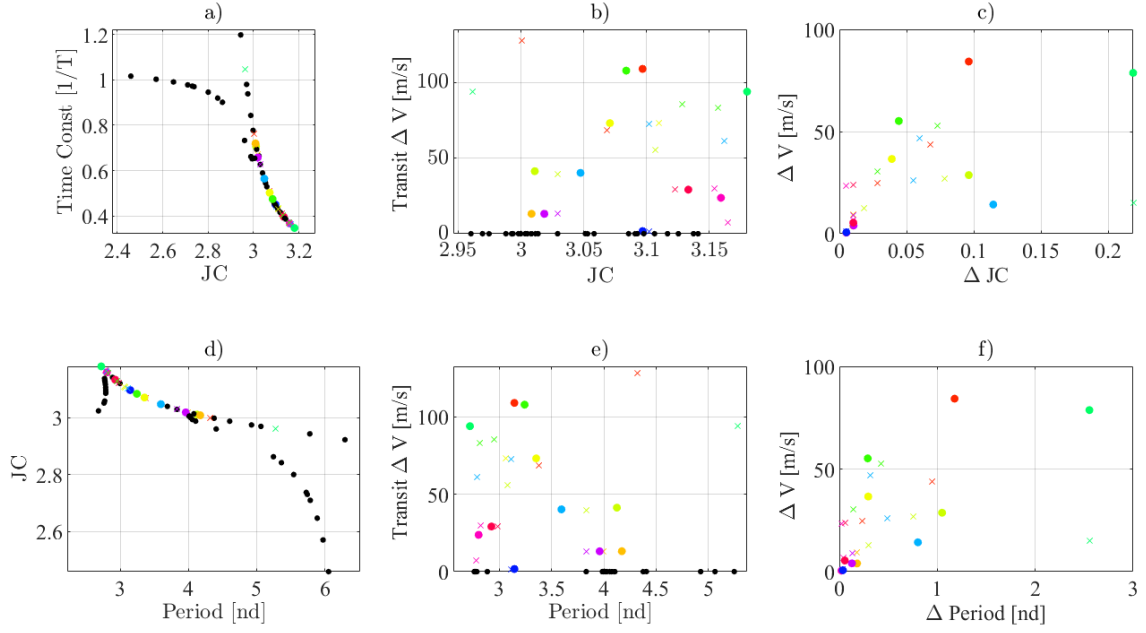 a)
1.2
1
0.8
0.6
0.4
2.4 2.6 2.8 3 3.2
JC
Time Const [1/T]
b)
100
50
0
2.95 3 3.05 3.1 3.15
JC
Transit Δ V [m/s]
c)
100
50
0
0 0.05 0.1 0.15 0.2
Δ JC
Δ V [m/s]
d)
3
2.8
2.6
3 4 5 6
Period [nd]
JC
e)
100
50
0
3 3.5 4 4.5 5
Period [nd]
Transit Δ V [m/s]
f)
100
50
0
0 1 2 3
Δ Period [nd]
Δ V [m/s]